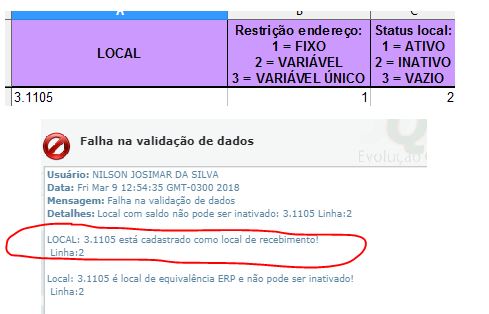 A B C
LOCAL
Restrição endereço:
1 = FIXO
2 = VARIÁVEL
3 = VARIÁVEL ÚNICO
Status local:
1 = ATIVO
2 = INATIVO
3 = VAZIO
3.1105 1 2
Falha na validação de dados
Evolução
Usuário: NILSON JOSIMAR DA SILVA
Data: Fri Mar 9 12:54:35 GMT-0300 2018
Mensagem: Falha na validação de dados
Detalhes: Local com saldo não pode ser inativado: 3.1105 Linha:2
LOCAL: 3.1105 está cadastrado como local de recebimento!
Linha:2
Local: 3.1105 é local de equivalência ERP e não pode ser inativado!
Linha:2